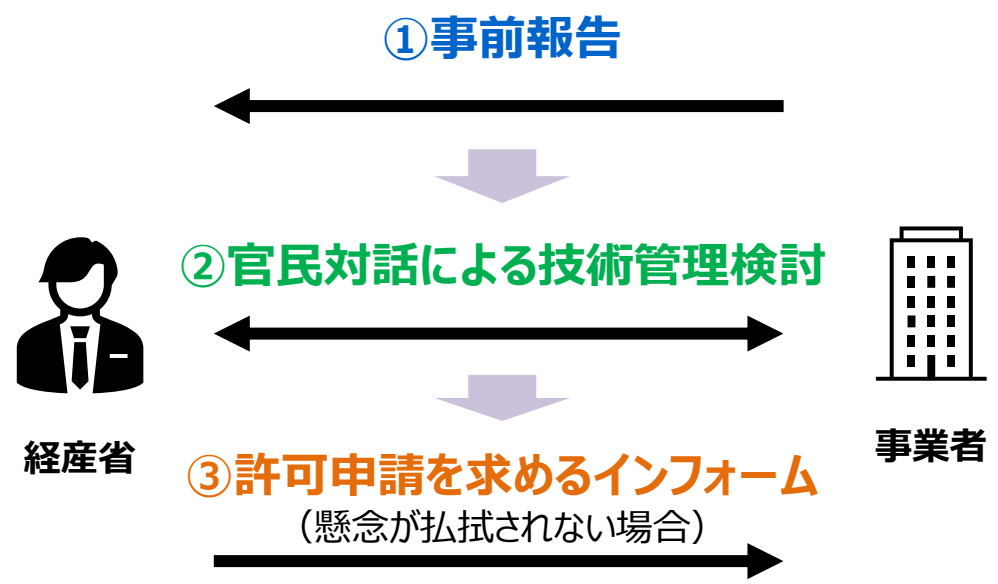 ①事前報告
②官民対話による技術管理検討
経産省
事業者
③許可申請を求めるインフォーム
（懸念が払拭されない場合）